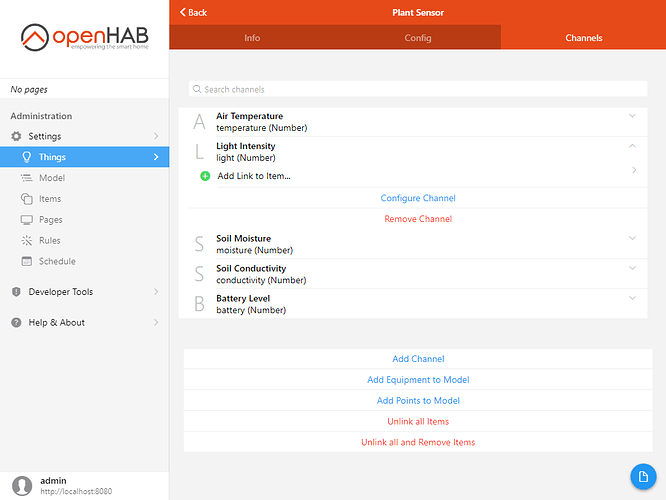 openHAB
empowering the smart home
No pages
Administration
Settings
Things
Model
Items
Pages
Rules
Schedule
Developer Tools
Help & About
admin
http://localhost:8080
Back
Plant Sensor
Info
Config
Channels
Search channels
A
Air Temperature
temperature (Number)
L
Light Intensity
light (Number)
Add Link to Item...
Configure Channel
Remove Channel
S
Soil Moisture
moisture (Number)
S
Soil Conductivity
conductivity (Number)
B
Battery Level
battery (Number)
Add Channel
Add Equipment to Model
Add Points to Model
Unlink all Items
Unlink all and Remove Items